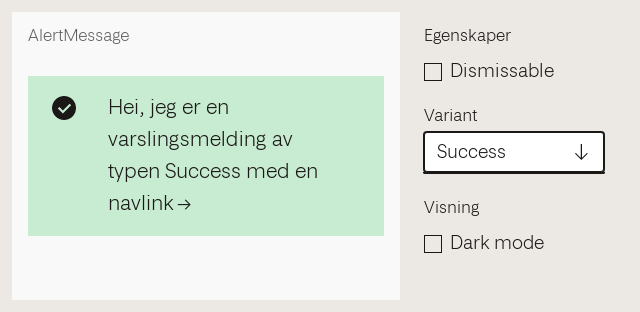 AlertMessage
Hei, jeg er en
varslingsmelding av
typen Success med en
navlink →
Egenskaper
Dismissable
Variant
Success
Visning
Dark mode